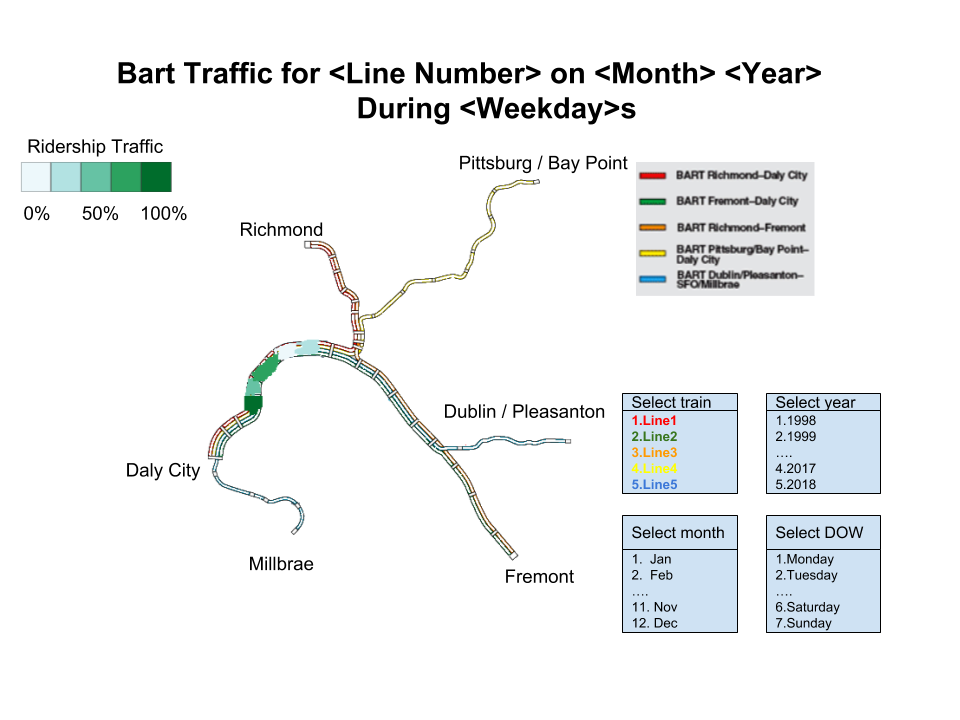 Bart Traffic for <Line Number> on <Month> <Year>
During <Weekday>s
Ridership Traffic
0% 50% 100%
Pittsburg / Bay Point
Richmond
BART Richmond–Daly City
BART Fremont–Daly City
BART Richmond–Fremont
BART Pittsburg/Bay Point–
Daly City
BART Dublin/Pleasanton–
SFO/Millbrae
Dublin / Pleasanton
Daly City
Millbrae
Fremont
Select train
1.Line1
2.Line2
3.Line3
4.Line4
5.Line5
Select year
1.1998
2.1999
….
4.2017
5.2018
Select month
1. Jan
2. Feb
….
11. Nov
12. Dec
Select DOW
1.Monday
2.Tuesday
….
6.Saturday
7.Sunday